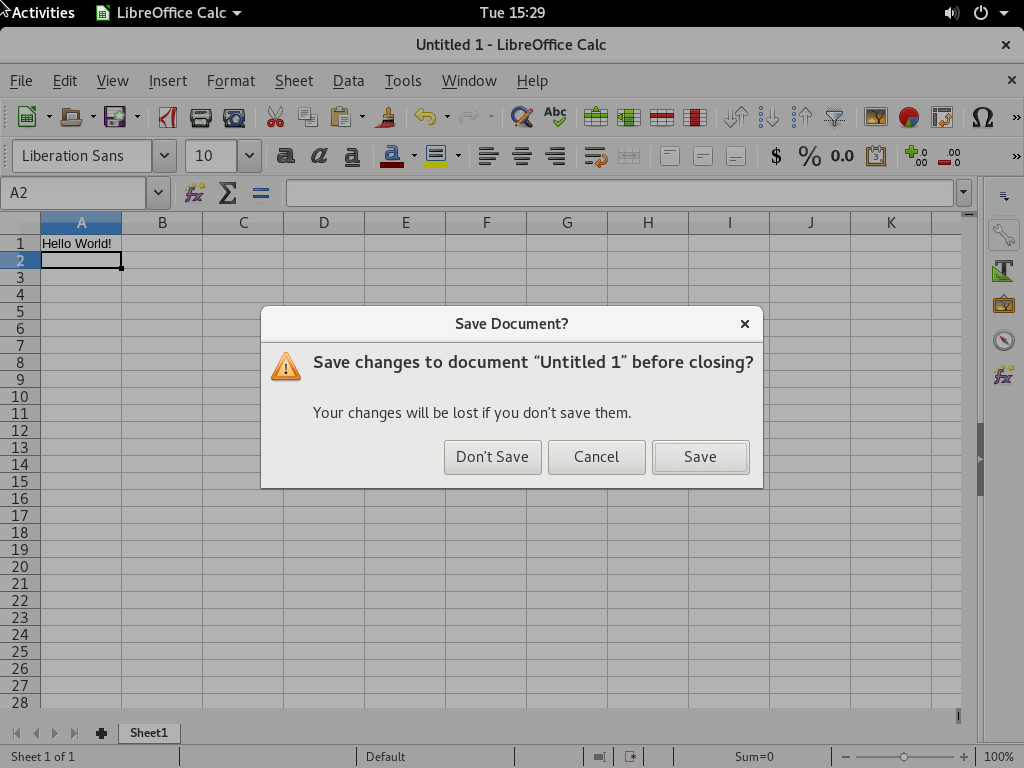 Activities LibreOffice Calc Tue 15:29
Untitled 1 - LibreOffice Calc
File Edit View Insert Format Sheet Data Tools Window Help
Abc
Liberation Sans 10 $ % 0.0
A2
A B C D E F G H I J K
1 Hello World!
2
3
4
5
6
7
8
9
10
11
12
13
14
15
16
17
18
19
20
21
22
23
24
25
26
27
28
Save Document?
Save changes to document “Untitled 1” before closing?
Your changes will be lost if you don’t save them.
Don’t Save Cancel Save
Sheet1
Sheet 1 of 1 Default Sum=0 100%